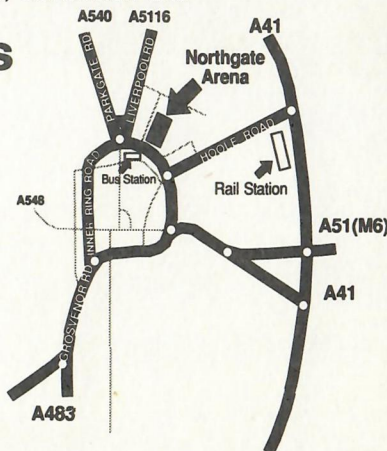 s
A540
A5116
A41
PARKGATE RD
LIVERPOOL RD
Northgate
Arena
HOOLE ROAD
INNER RING ROAD
Bus Station
Rail Station
A548
A51(M6)
A41
GROSVENOR RD
A483